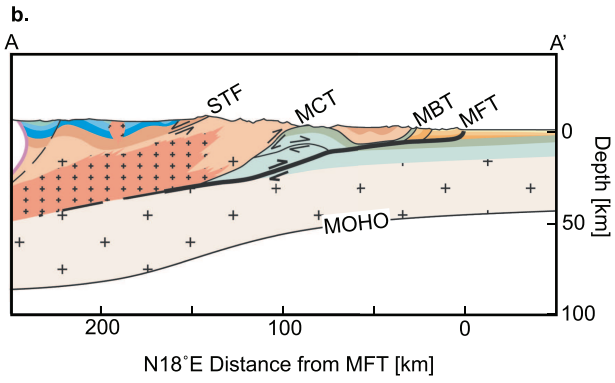 b.
A A'
STF MCT MBT MFT
0
50
100
Depth [km]
MOHO
200 100 0
N18°E Distance from MFT [km]